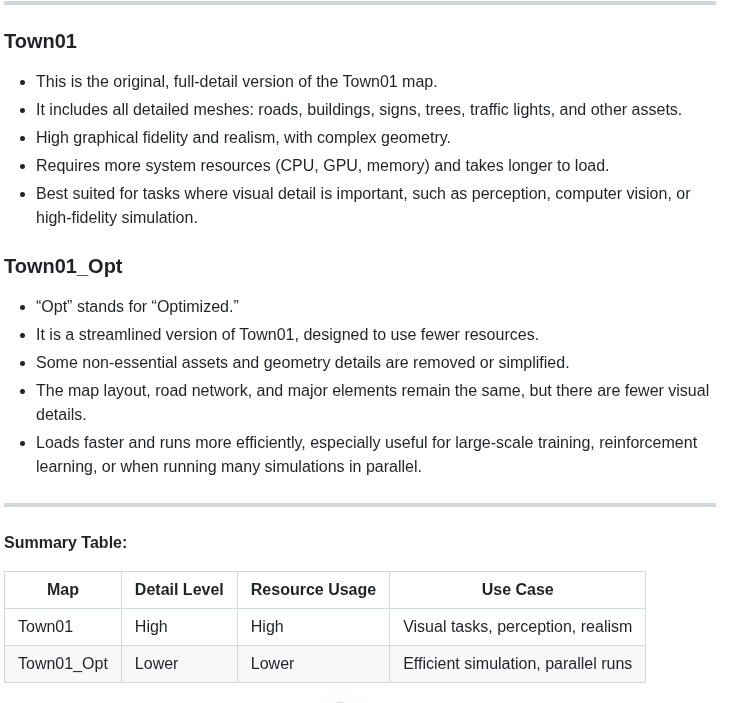 Town01
• This is the original, full-detail version of the Town01 map.
• It includes all detailed meshes: roads, buildings, signs, trees, traffic lights, and other assets.
• High graphical fidelity and realism, with complex geometry.
• Requires more system resources (CPU, GPU, memory) and takes longer to load.
• Best suited for tasks where visual detail is important, such as perception, computer vision, or
high-fidelity simulation.
Town01_Opt
• “Opt” stands for “Optimized.”
• It is a streamlined version of Town01, designed to use fewer resources.
• Some non-essential assets and geometry details are removed or simplified.
• The map layout, road network, and major elements remain the same, but there are fewer visual
details.
• Loads faster and runs more efficiently, especially useful for large-scale training, reinforcement
learning, or when running many simulations in parallel.
Summary Table:
Map Detail Level Resource Usage Use Case
Town01 High High Visual tasks, perception, realism
Town01_Opt Lower Lower Efficient simulation, parallel runs